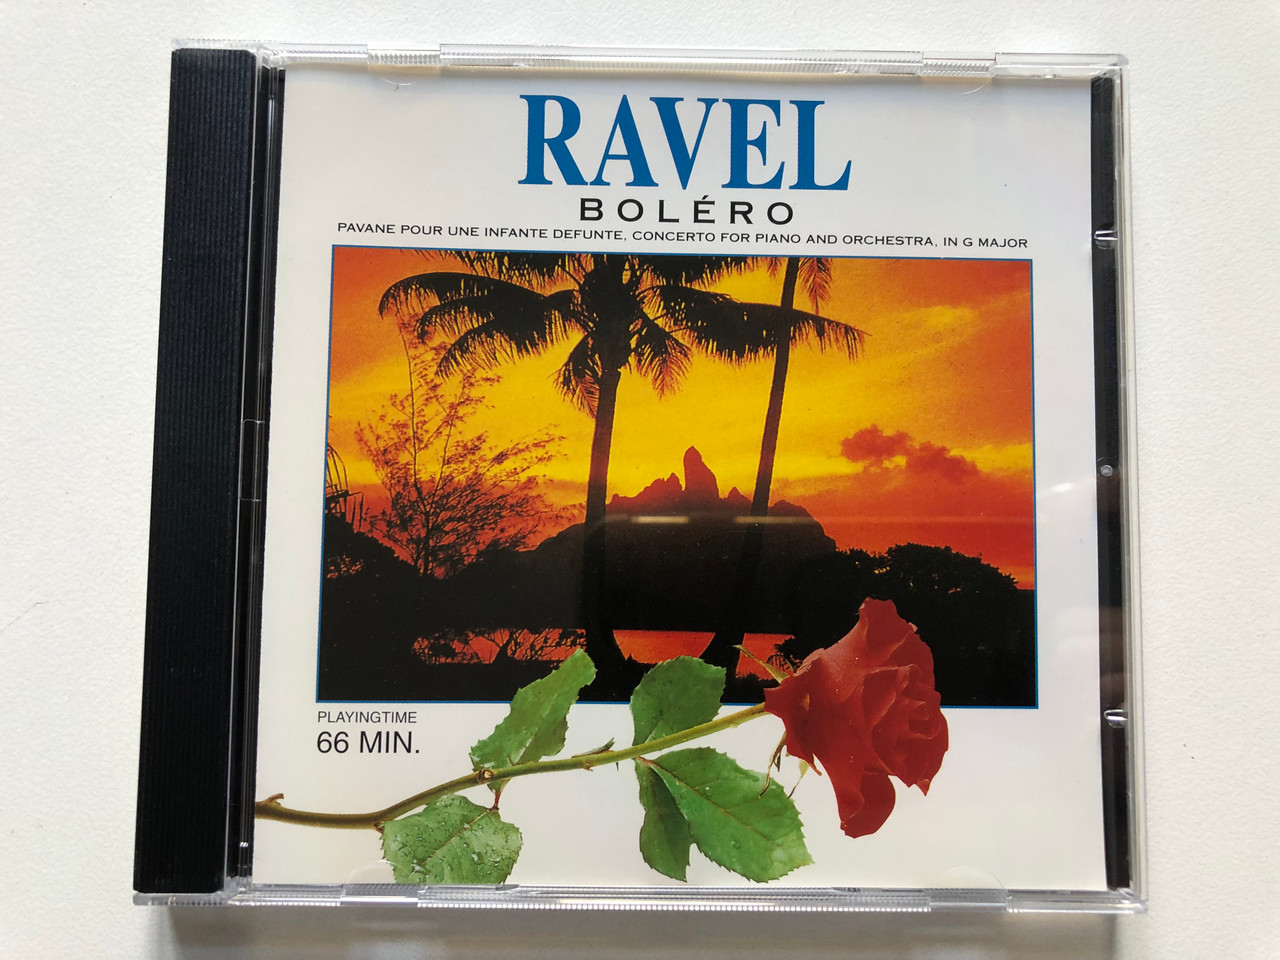 RAVEL
BOLÉRO
PAVANE POUR UNE INFANTE DEFUNTE, CONCERTO FOR PIANO AND ORCHESTRA, IN G MAJOR
PLAYINGTIME
66 MIN.